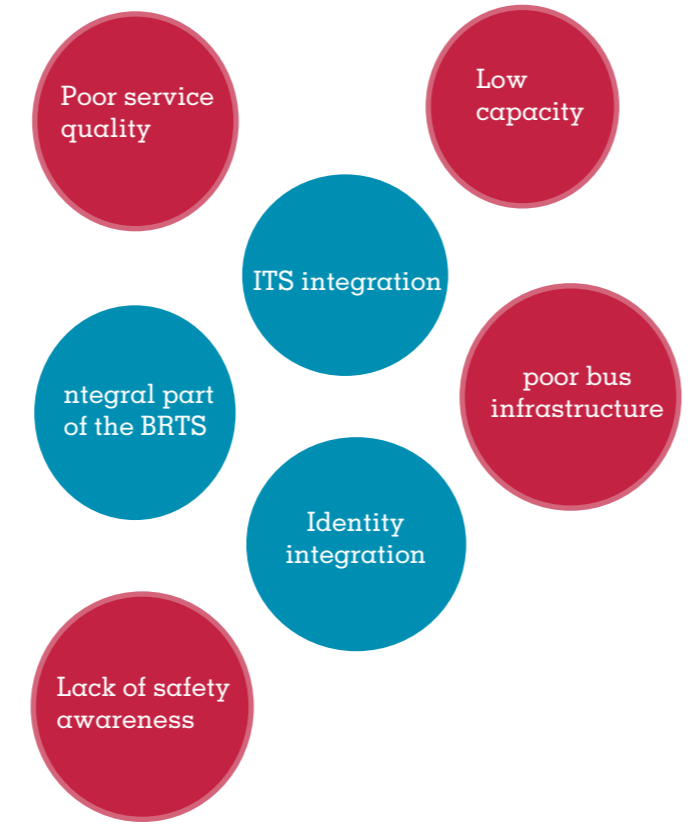 Poor service
quality
Low
capacity
ITS integration
poor bus
infrastructure
ntegral part
of the BRTS
Identity
integration
Lack of safety
awareness